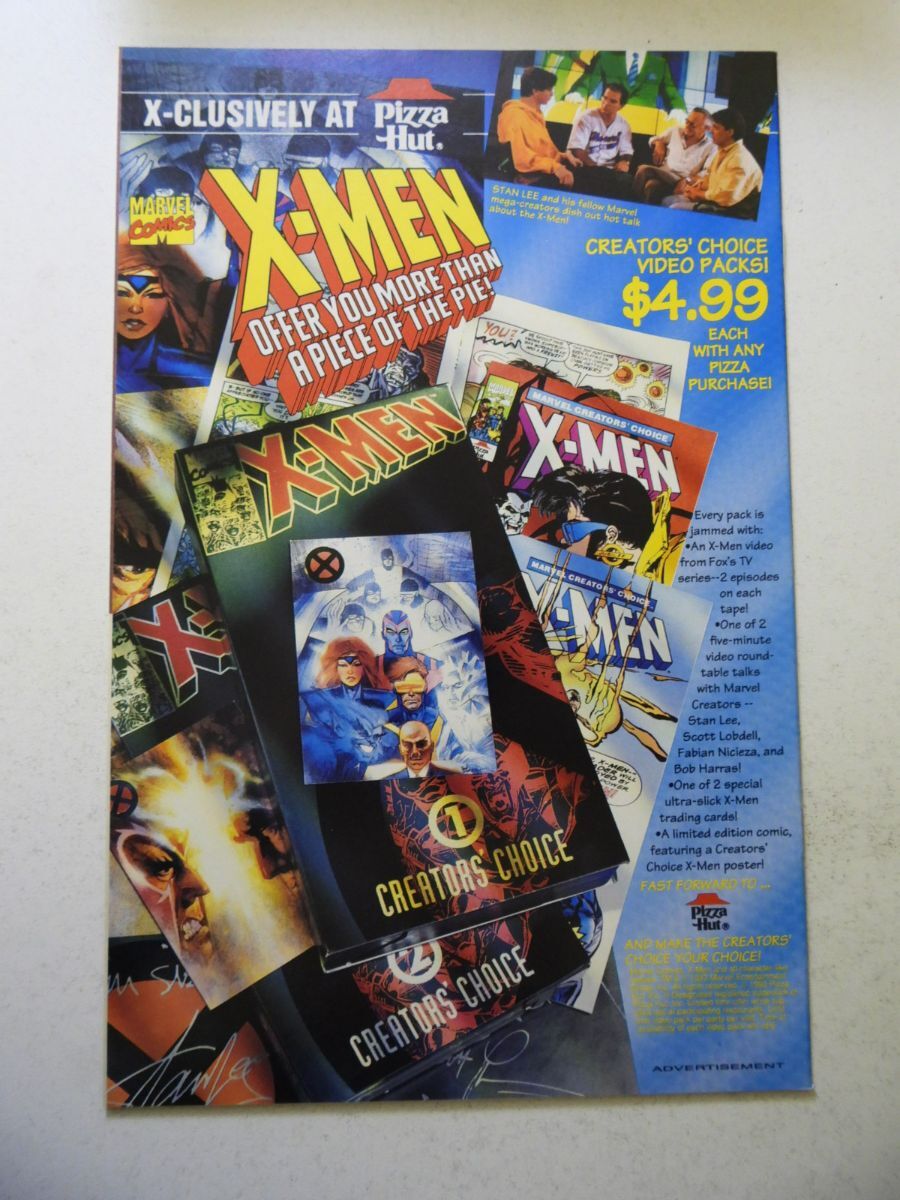 X-CLUSIVELY AT Pizza Hut®
MARVEL COMICS
X-MEN
OFFER YOU MORE THAN
A PIECE OF THE PIE!
STAN LEE and his fellow Marvel
mega-creators dish out hot talk
about the X-Men!
CREATORS' CHOICE
VIDEO PACKS!
$4.99
EACH
WITH ANY
PIZZA
PURCHASE!
YOU?
MARVEL CREATORS' CHOICE
X-MEN
MARVEL CREATORS' CHOICE
X-MEN
X-MEN
1
CREATORS' CHOICE
2
CREATORS' CHOICE
Every pack is
jammed with:
•An X-Men video
from Fox's TV
series--2 episodes
on each
tape!
•One of 2
five-minute
video round-
table talks
with Marvel
Creators --
Stan Lee,
Scott Lobdell,
Fabian Nicieza, and
Bob Harras!
•One of 2 special
ultra-slick X-Men
trading cards!
•A limited edition comic,
featuring a Creators'
Choice X-Men poster!
FAST FORWARD TO ...
Pizza Hut®
AND MAKE THE CREATORS'
CHOICE YOUR CHOICE!
Stan Lee
ADVERTISEMENT